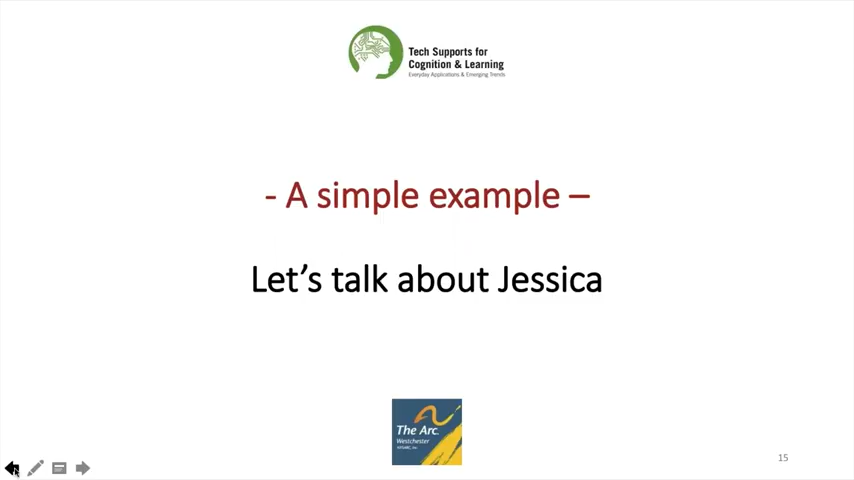 Tech Supports for
Cognition & Learning
Everyday Applications & Emerging Trends
- A simple example –
Let's talk about Jessica
The Arc.
Westchester
15